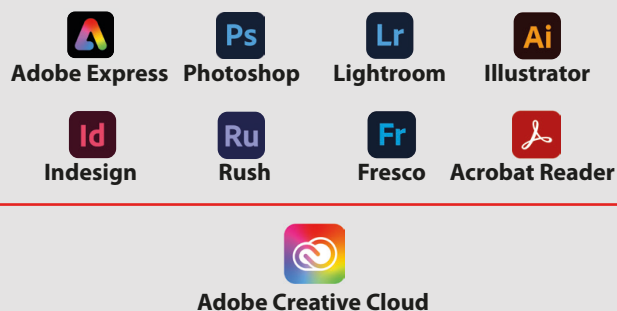 Ps Lr Ai
Adobe Express Photoshop Lightroom Illustrator
Id Ru Fr
Indesign Rush Fresco Acrobat Reader
Adobe Creative Cloud